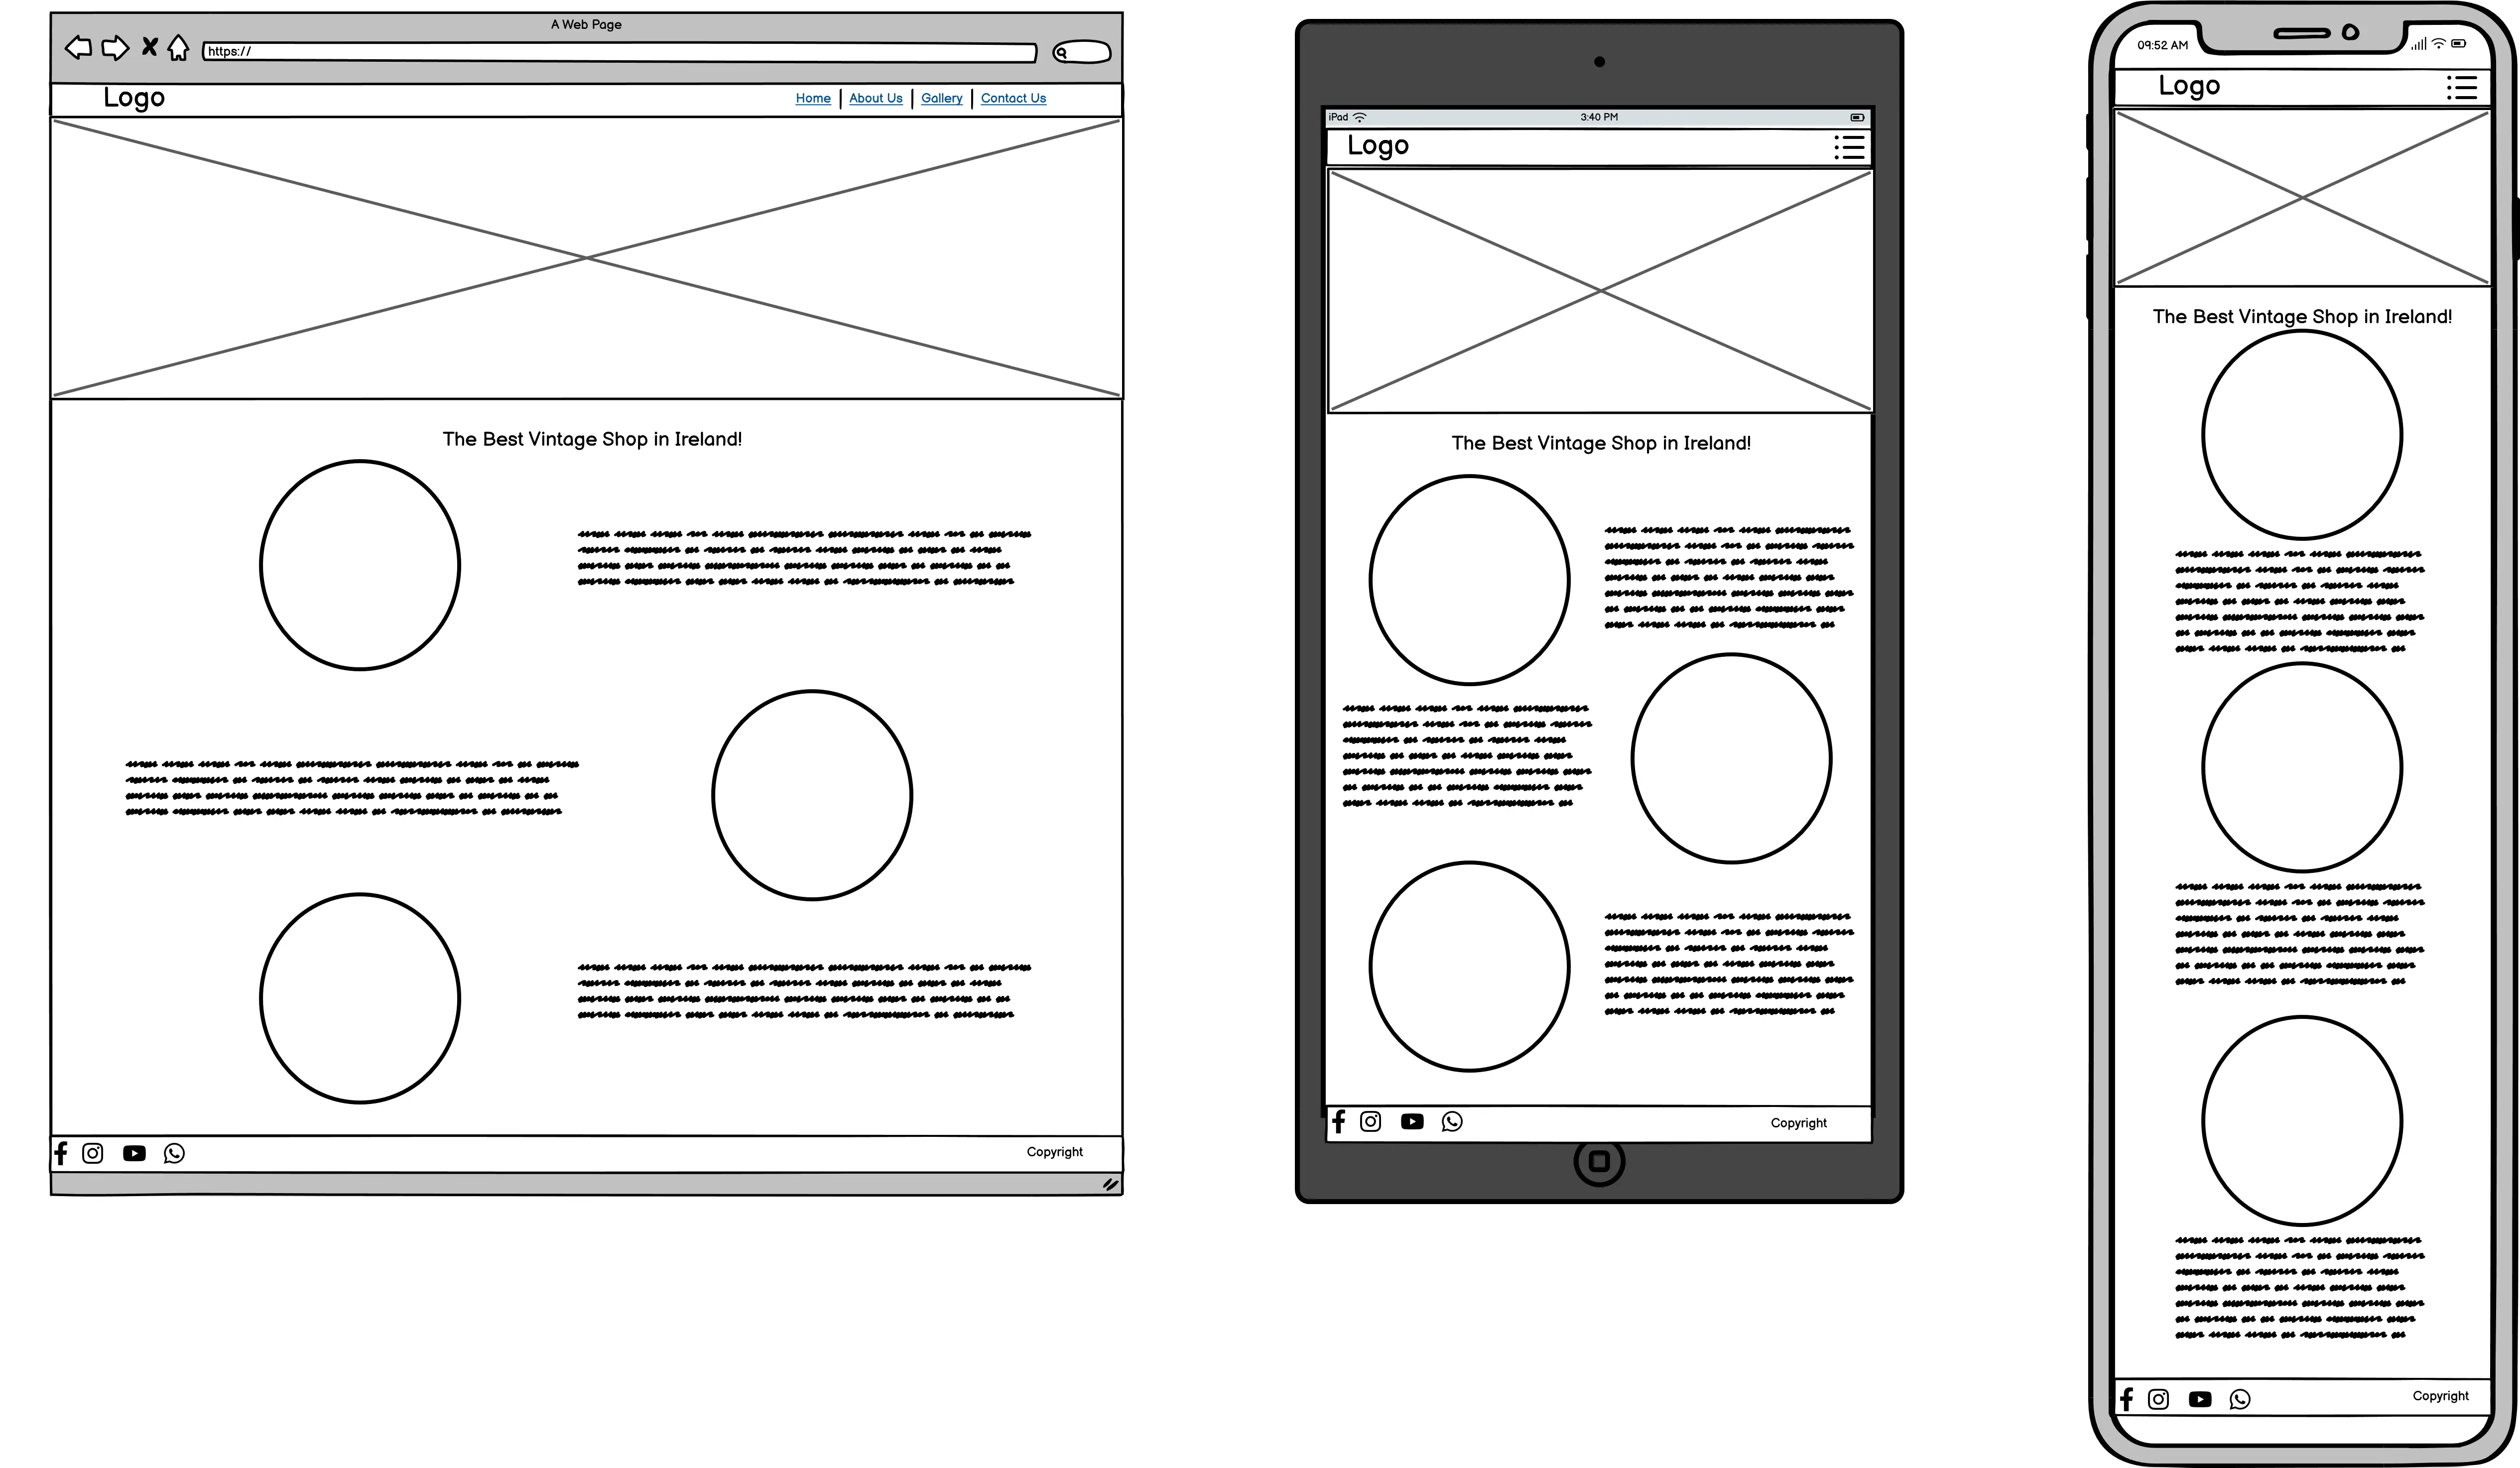 A Web Page
https://
Logo
Home | About Us | Gallery | Contact Us
The Best Vintage Shop in Ireland!
Copyright
iPad
3:40 PM
Logo
The Best Vintage Shop in Ireland!
Copyright
09:52 AM
Logo
The Best Vintage Shop in Ireland!
Copyright